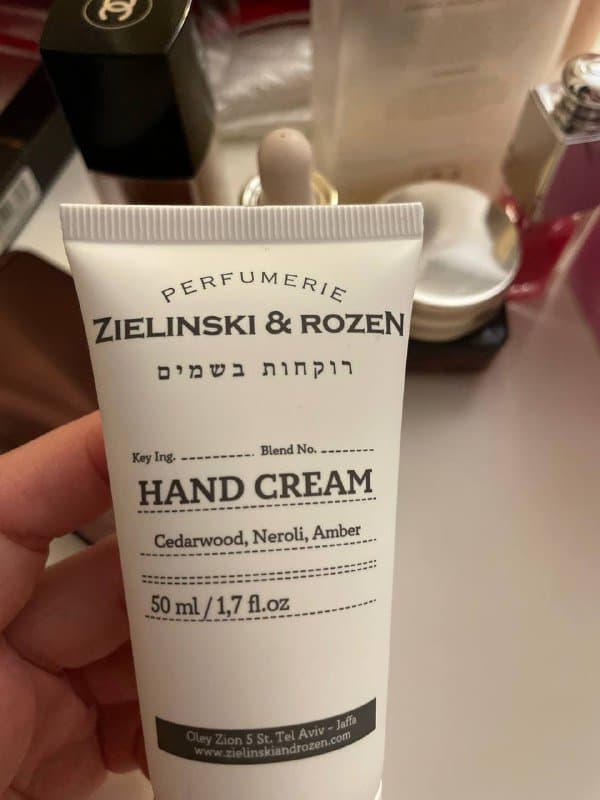 PERFUMERIE
ZIELINSKI & ROZEN
רוקחות בשמים
Key Ing. Blend No.
HAND CREAM
Cedarwood, Neroli, Amber
50 ml / 1,7 fl.oz
Oley Zion 5 St. Tel Aviv - Jaffa
www.zielinskiandrozen.com